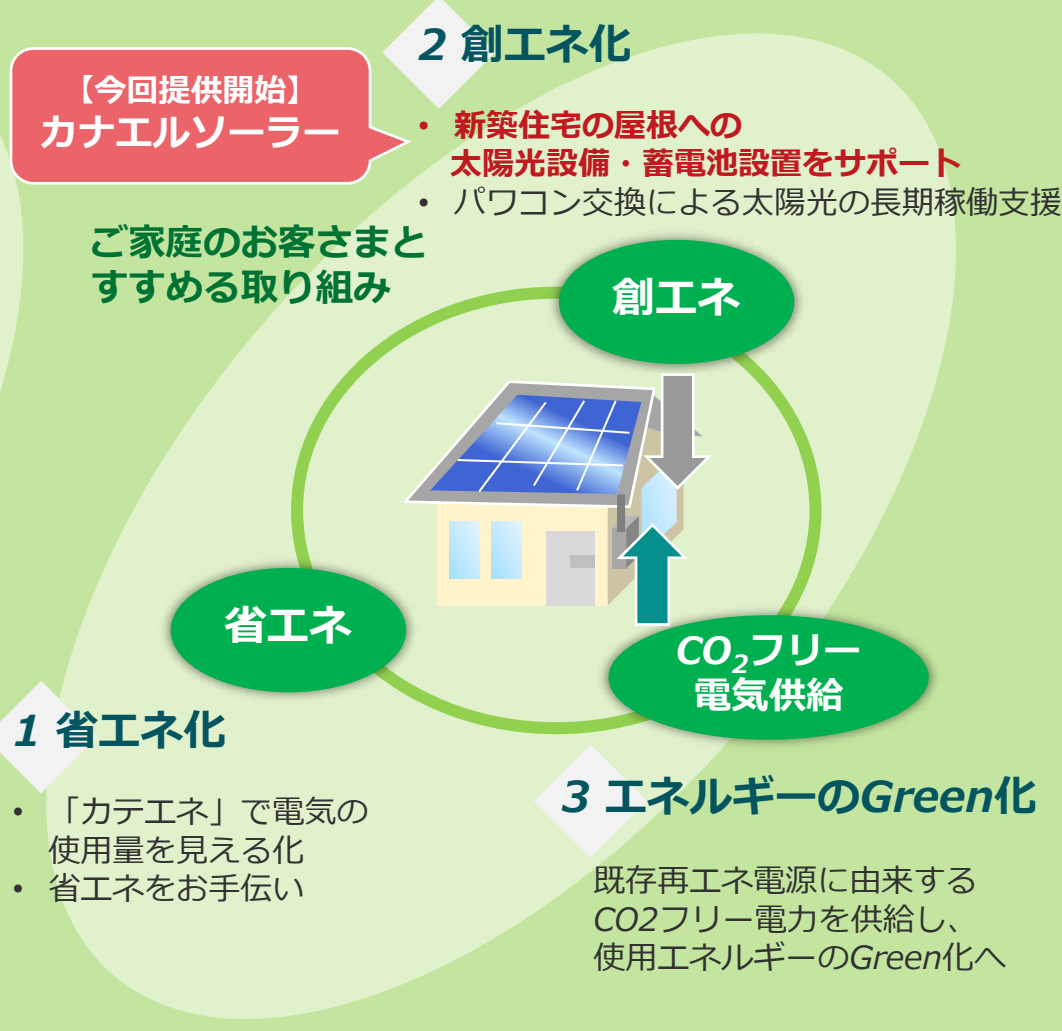 2 創エネ化
【今回提供開始】
カナエルソーラー
・ 新築住宅の屋根への
太陽光設備・蓄電池設置をサポート
・ パワコン交換による太陽光の長期稼働支援
ご家庭のお客さまと
すすめる取り組み
創エネ
省エネ
CO₂フリー
電気供給
1 省エネ化
・ 「カテエネ」で電気の
使用量を見える化
・ 省エネをお手伝い
3 エネルギーのGreen化
既存再エネ電源に由来する
CO2フリー電力を供給し、
使用エネルギーのGreen化へ